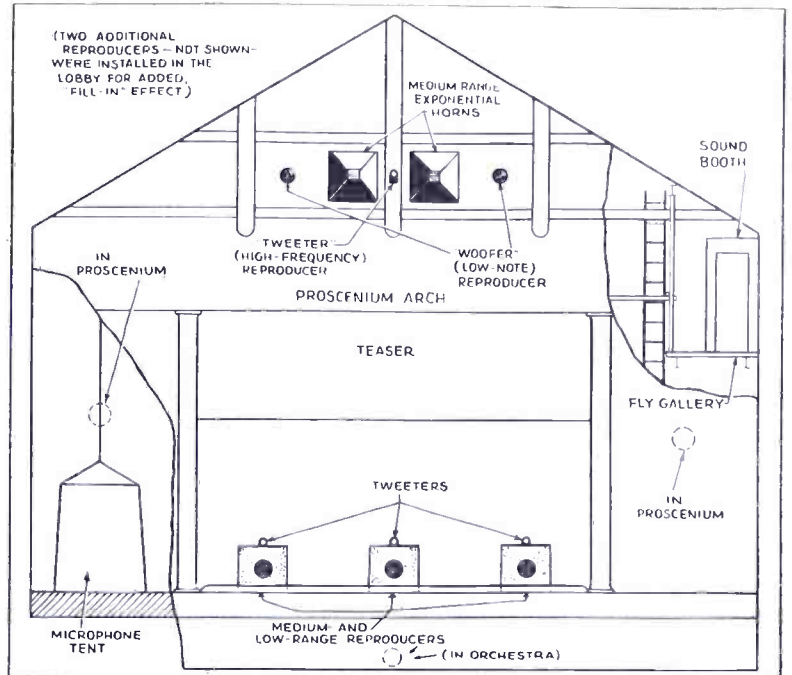 (TWO ADDITIONAL
REPRODUCERS – NOT SHOWN–
WERE INSTALLED IN THE
LOBBY FOR ADDED,
"FILL-IN" EFFECT)
MEDIUM RANGE
EXPONENTIAL
HORNS
SOUND
BOOTH
IN
PROSCENIUM
"TWEETER"
(HIGH-FREQUENCY)
REPRODUCER
"WOOFER"
(LOW-NOTE)
REPRODUCER
PROSCENIUM ARCH
TEASER
FLY GALLERY
TWEETERS
IN
PROSCENIUM
MICROPHONE
TENT
MEDIUM- AND
LOW-RANGE REPRODUCERS
(IN ORCHESTRA)